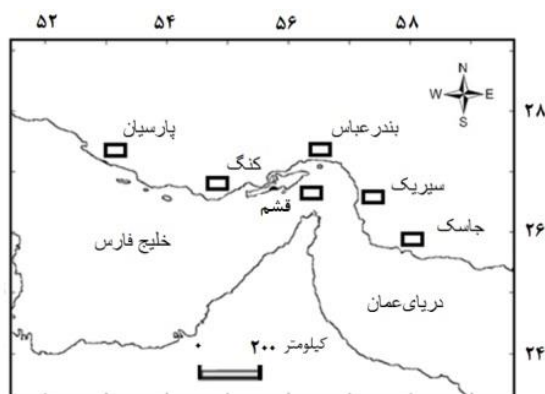 ۵۲ ۵۴ ۵۶ ۵۸
N
W E
S
۲۸
پارسیان
بندرعباس
کنگ
سیریک
قشم
جاسک
خلیج فارس
۲۶
دریای‌عمان
۰ ۲۰۰ کیلومتر
۲۴